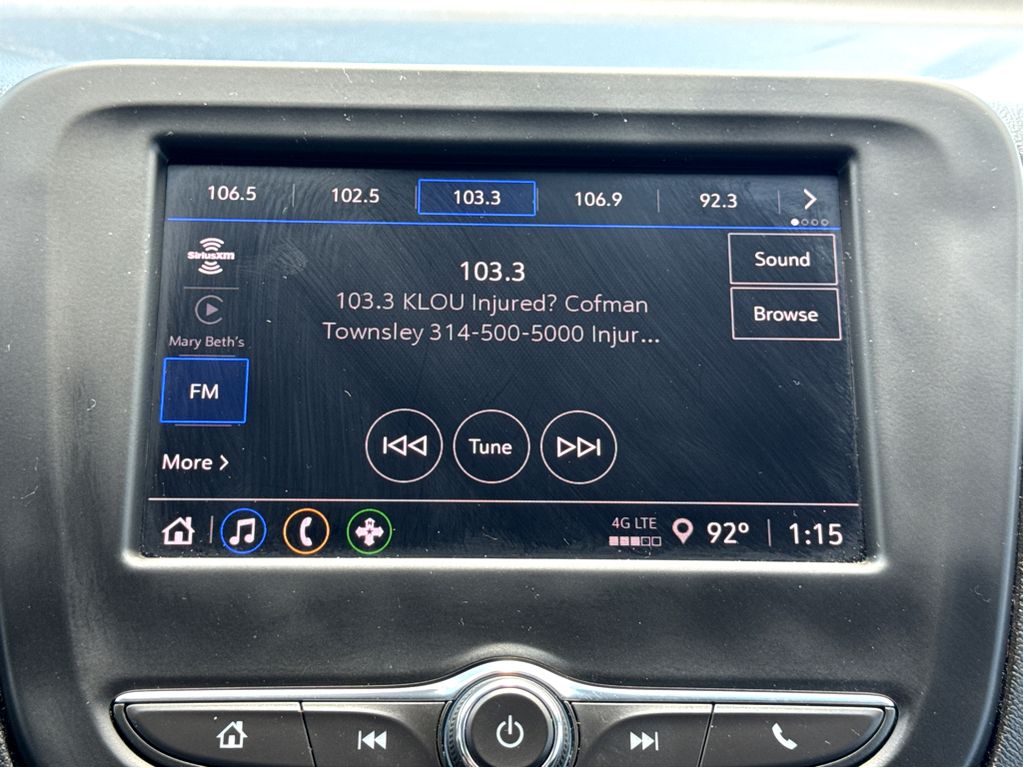 106.5 102.5 103.3 106.9 92.3
SiriusXM
103.3
Sound
103.3 KLOU Injured? Cofman
Townsley 314-500-5000 Injur...
Browse
Mary Beth's
FM
Tune
More
4G LTE
92° 1:15